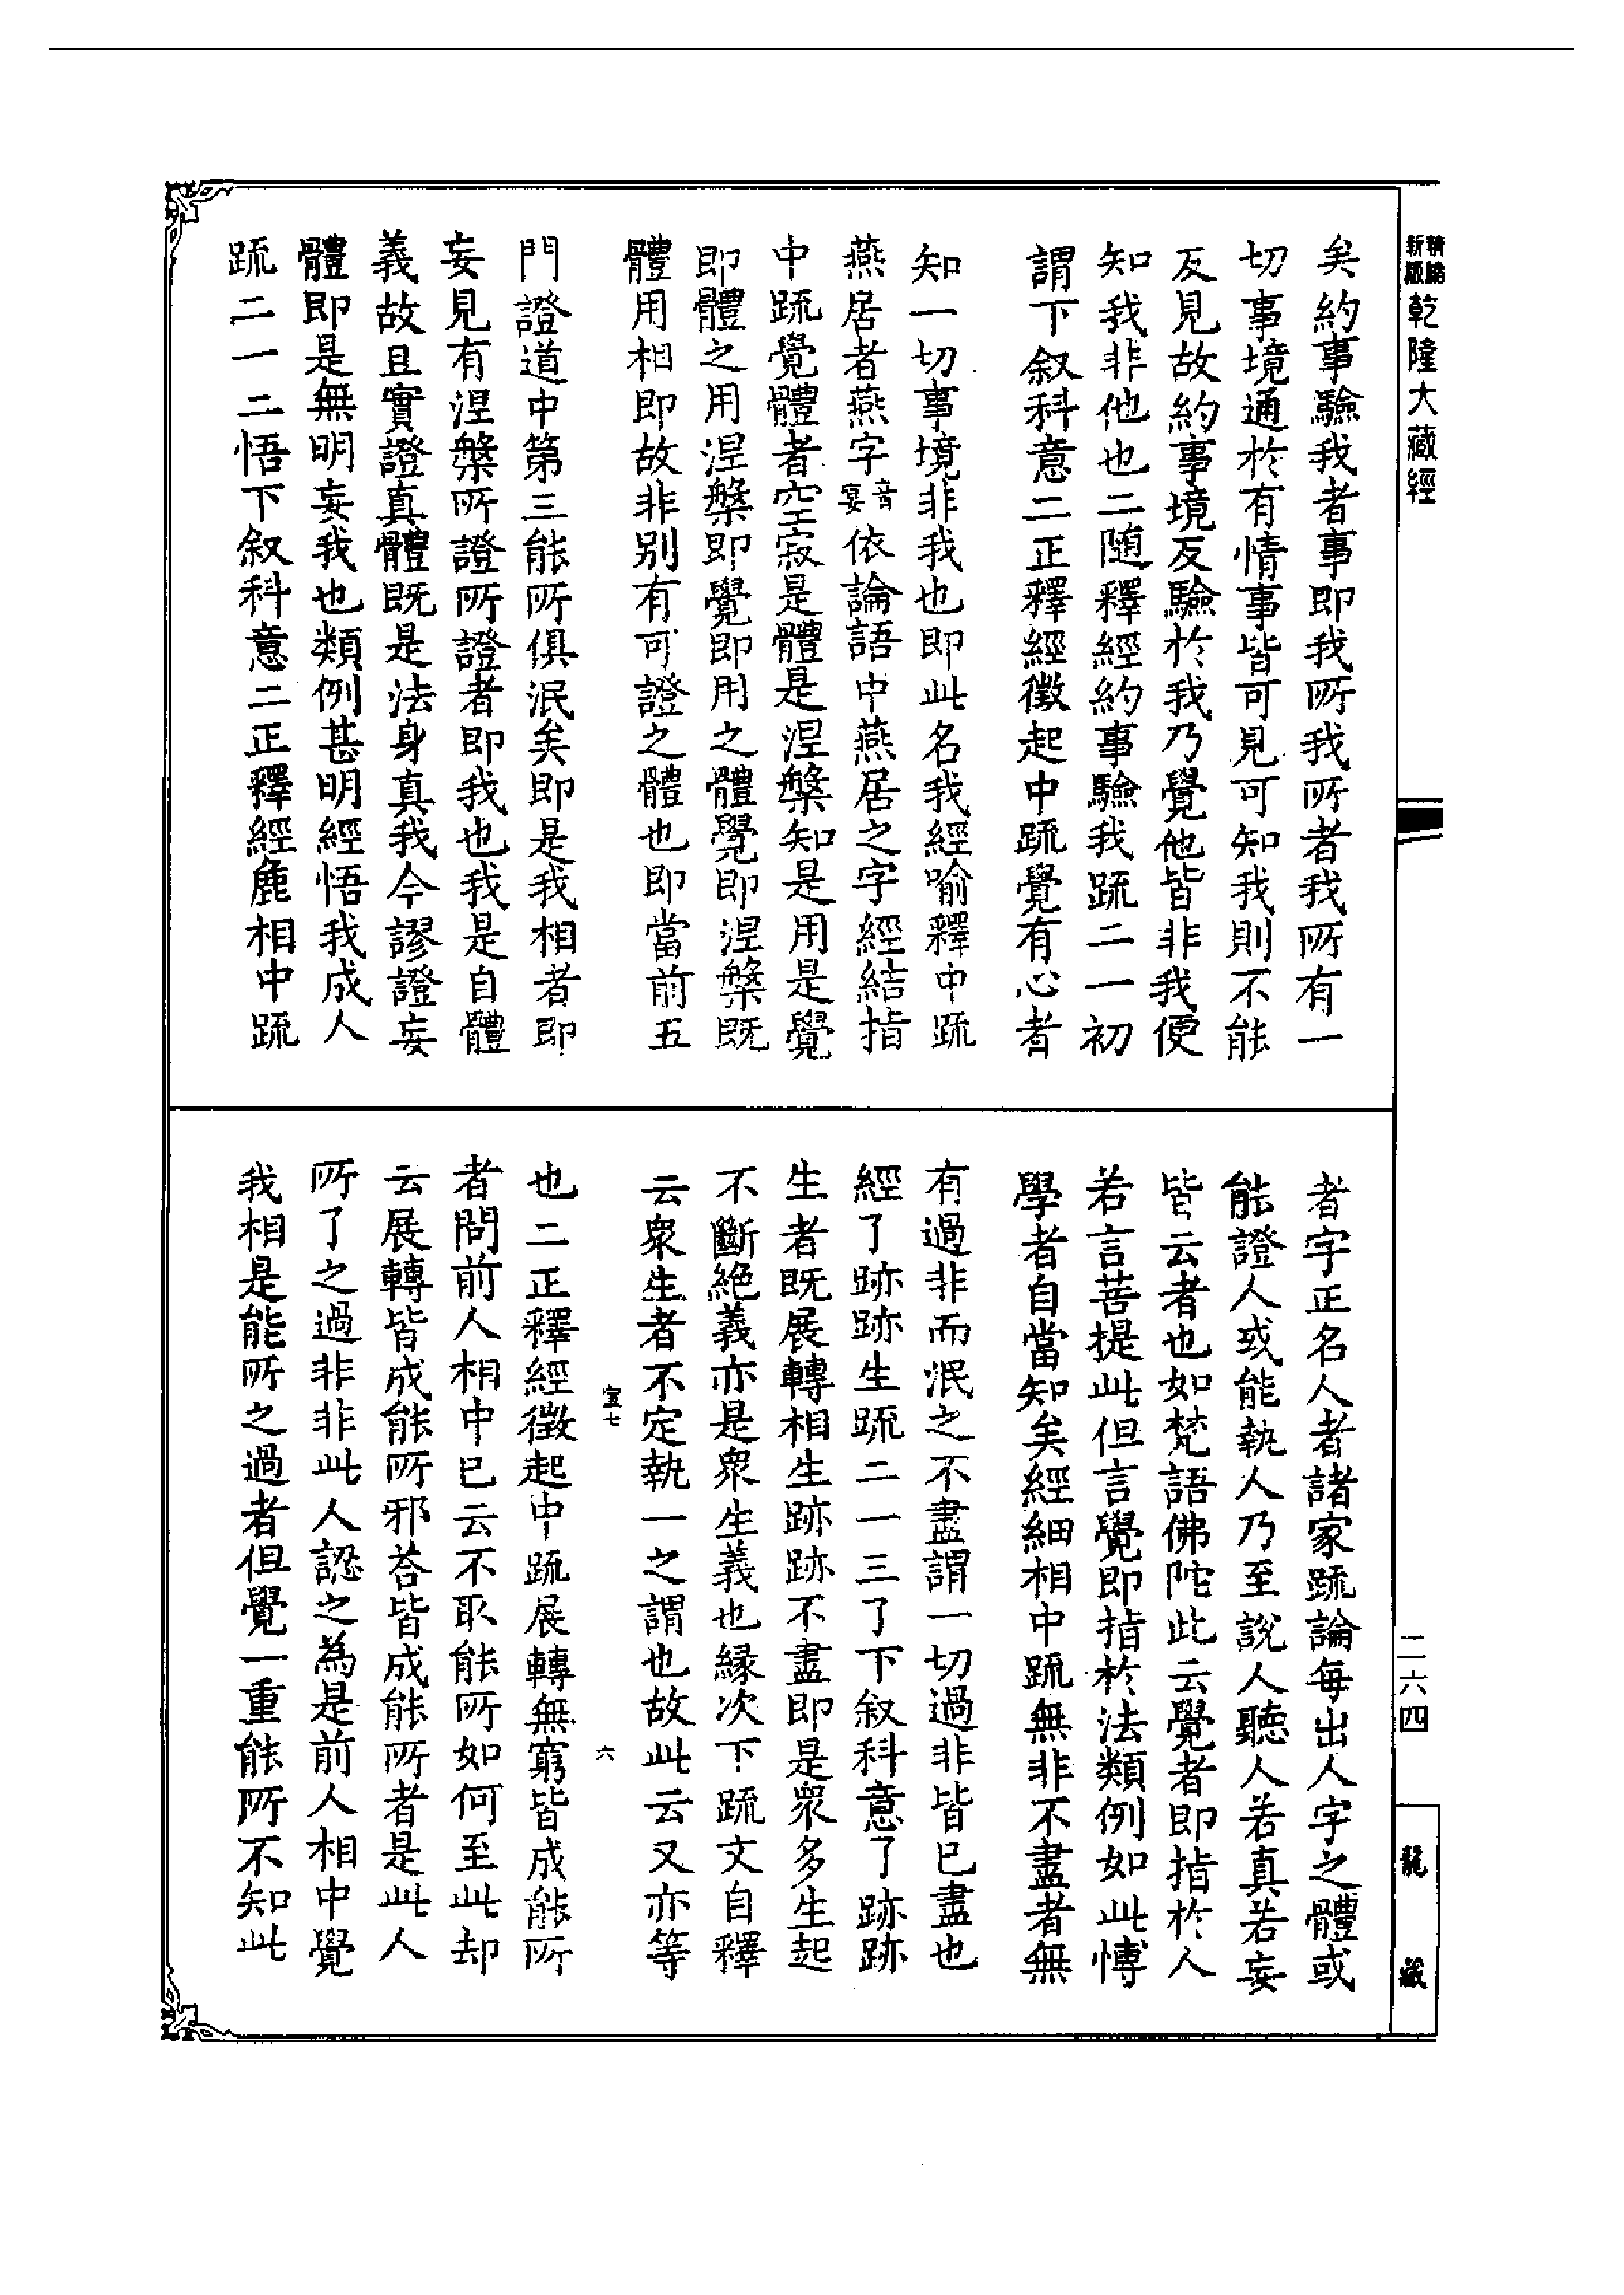 新版
精編
乾隆大藏經
二六四
龍藏
矣約事驗我者事即我所我所者我所有一
切事境通於有情事皆可見可知我則不能
反見故約事境反驗於我乃覺他皆非我便
知我非他也二隨釋經約事驗我疏二一初
謂下叙科意二正釋經徵起中疏覺有心者
知一切事境非我也即此名我經喻釋中疏
燕居者燕字音宴依論語中燕居之字經結指
中疏覺體者空寂是體是涅槃知是用是覺
即體之用涅槃即覺即用之體覺即涅槃既
體用相即故非別有可證之體也即當前五
門證道中第三能所俱泯矣即是我相者即
妄見有涅槃所證所證者即我也我是自體
義故且實證真體既是法身真我今謬證妄
體即是無明妄我也類例甚明經悟我成人
疏二一二悟下叙科意二正釋經麁相中疏
者字正名人者諸家疏論每出人字之體或
能證人或能執人乃至說人聽人若真若妄
皆云者也如梵語佛陀此云覺者即指於人
若言菩提此但言覺即指於法類例如此愽
學者自當知矣經細相中疏無非不盡者無
有過非而泯之不盡謂一切過非皆已盡也
經了跡跡生疏二一三了下叙科意了跡跡
生者既展轉相生跡跡不盡即是衆多生起
不斷絕義亦是衆生義也緣次下疏文自釋
云衆生者不定執一之謂也故此云又亦等
宣七
六
也二正釋經徵起中疏展轉無窮皆成能所
者問前人相中已云不取能所如何至此却
云展轉皆成能所邪荅皆成能所者是此人
所了之過非非此人認之為是前人相中覺
我相是能所之過者但覺一重能所不知此